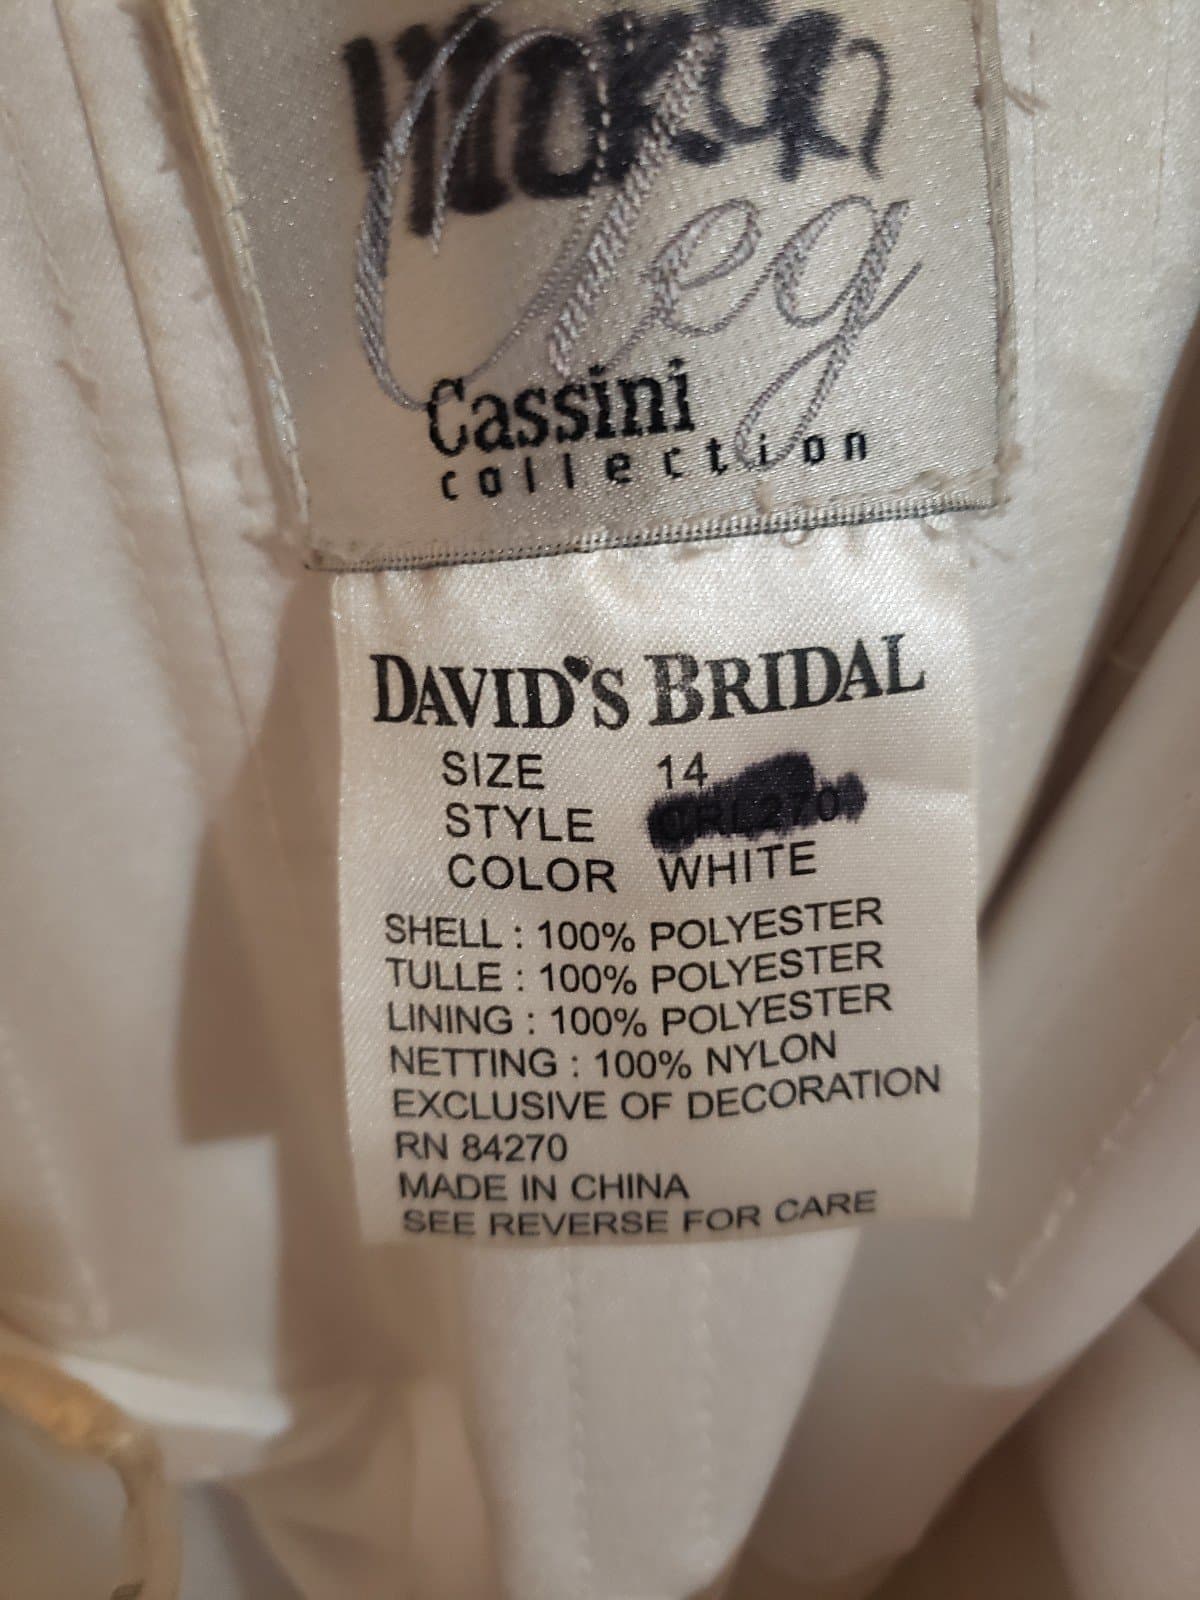 Oleg
Cassini
collection
DAVID'S BRIDAL
SIZE 14
STYLE
COLOR WHITE
SHELL : 100% POLYESTER
TULLE : 100% POLYESTER
LINING : 100% POLYESTER
NETTING : 100% NYLON
EXCLUSIVE OF DECORATION
RN 84270
MADE IN CHINA
SEE REVERSE FOR CARE